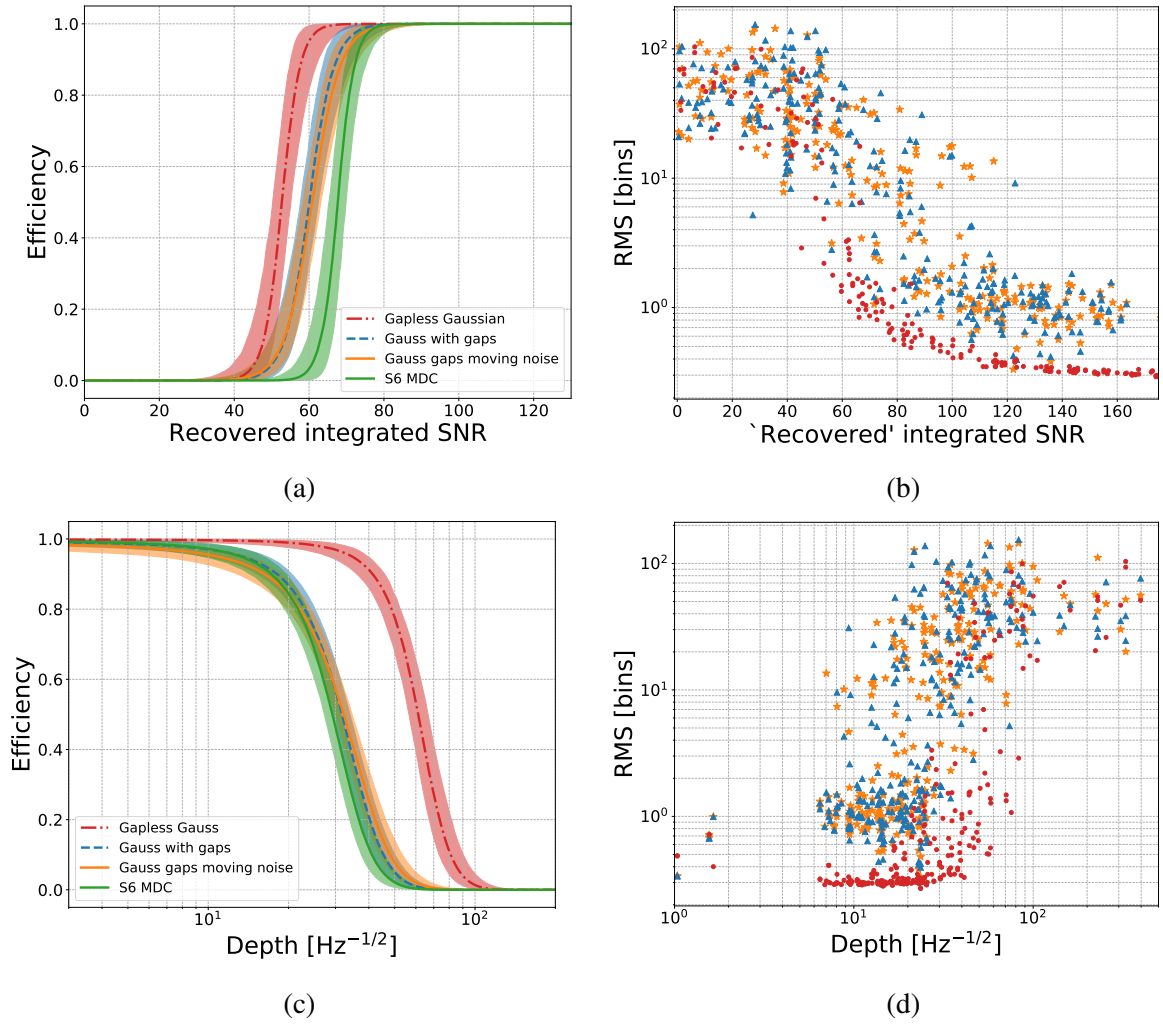 1.0
0.8
0.6
0.4
0.2
0.0
Efficiency
Gapless Gaussian
Gauss with gaps
Gauss gaps moving noise
S6 MDC
0 20 40 60 80 100 120
Recovered integrated SNR
(a)
10²
10¹
10⁰
RMS [bins]
0 20 40 60 80 100 120 140 160
`Recovered' integrated SNR
(b)
1.0
0.8
0.6
0.4
0.2
0.0
Efficiency
Gapless Gauss
Gauss with gaps
Gauss gaps moving noise
S6 MDC
10¹ 10²
Depth [Hz⁻¹/²]
(c)
10²
10¹
10⁰
RMS [bins]
10⁰ 10¹ 10²
Depth [Hz⁻¹/²]
(d)